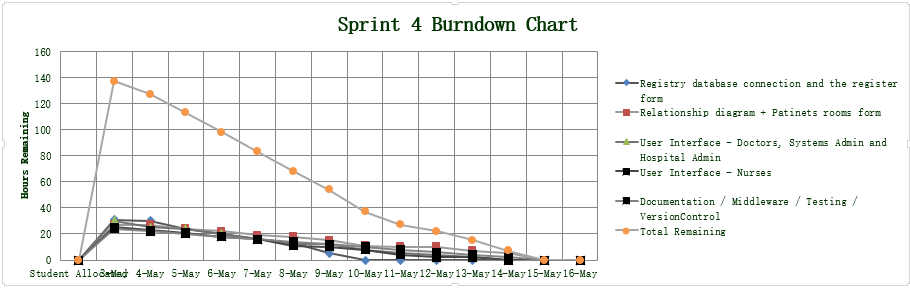 Sprint 4 Burndown Chart
Hours Remaining
160
140
120
100
80
60
40
20
0
Student Allocated 3-May 4-May 5-May 6-May 7-May 8-May 9-May 10-May 11-May 12-May 13-May 14-May 15-May 16-May
Registry database connection and the register
form
Relationship diagram + Patinets rooms form
User Interface - Doctors, Systems Admin and
Hospital Admin
User Interface - Nurses
Documentation / Middleware / Testing /
VersionControl
Total Remaining